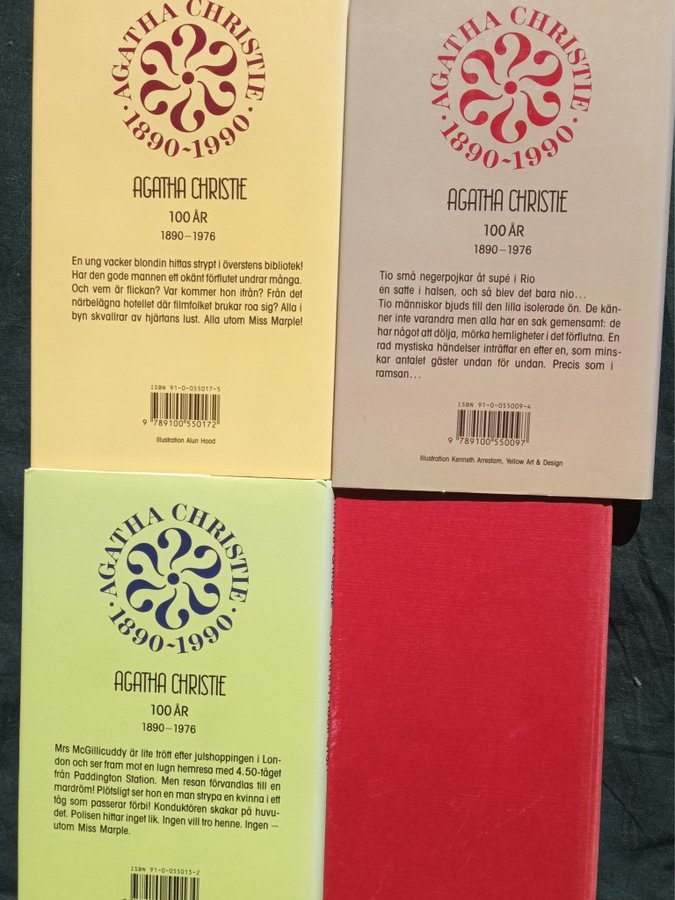 AGATHA CHRISTIE
· 1890~1990 ·
AGATHA CHRISTIE
100 ÅR
1890–1976
En ung vacker blondin hittas strypt i överstens bibliotek!
Har den gode mannen ett okänt förflutet undrar många.
Och vem är flickan? Var kommer hon ifrån? Från det
närbelägna hotellet där filmfolket brukar roa sig? Alla i
byn skvallrar av hjärtans lust. Alla utom Miss Marple!
ISBN 91-0-055017-5
9 789100 550172
Illustration Alun Hood
AGATHA CHRISTIE
· 1890~1990 ·
AGATHA CHRISTIE
100 ÅR
1890–1976
Tio små negerpojkar åt supé i Rio
en satte i halsen, och så blev det bara nio...
Tio människor bjuds till den lilla isolerade ön. De kän-
ner inte varandra men alla har en sak gemensamt: de
har något att dölja, mörka hemligheter i det förflutna. En
rad mystiska händelser inträffar en efter en, som mins-
kar antalet gäster undan för undan. Precis som i
ramsan...
ISBN 91-0-055009-4
9 789100 550097
Illustration Kenneth Arrestam, Yellow Art & Design
AGATHA CHRISTIE
· 1890~1990 ·
AGATHA CHRISTIE
100 ÅR
1890–1976
Mrs McGillicuddy är lite trött efter julshoppingen i Lon-
don och ser fram mot en lugn hemresa med 4.50-tåget
från Paddington Station. Men resan förvandlas till en
mardröm! Plötsligt ser hon en man strypa en kvinna i ett
tåg som passerar förbi! Konduktören skakar på huvu-
det. Polisen hittar inget lik. Ingen vill tro henne. Ingen –
utom Miss Marple.
ISBN 91-0-055013-2